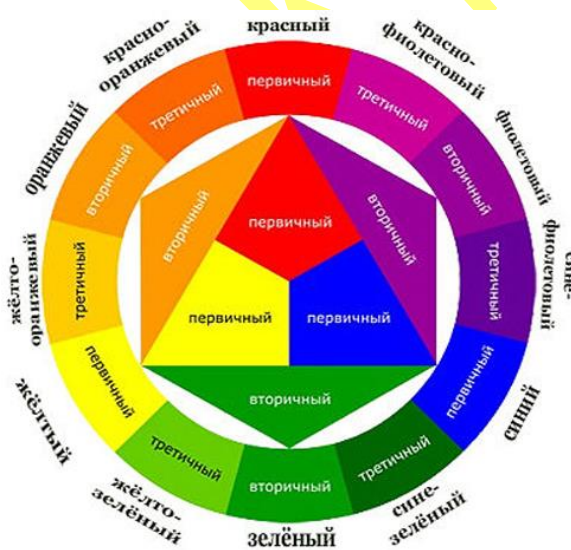 красный
красно-
фиолетовый
фиолетовый
сине-
фиолетовый
синий
сине-
зелёный
зелёный
жёлто-
зелёный
жёлтый
жёлто-
оранжевый
оранжевый
красно-
оранжевый
первичный
третичный
вторичный
третичный
первичный
третичный
вторичный
третичный
первичный
третичный
вторичный
третичный
первичный
вторичный
вторичный
первичный
первичный
вторичный